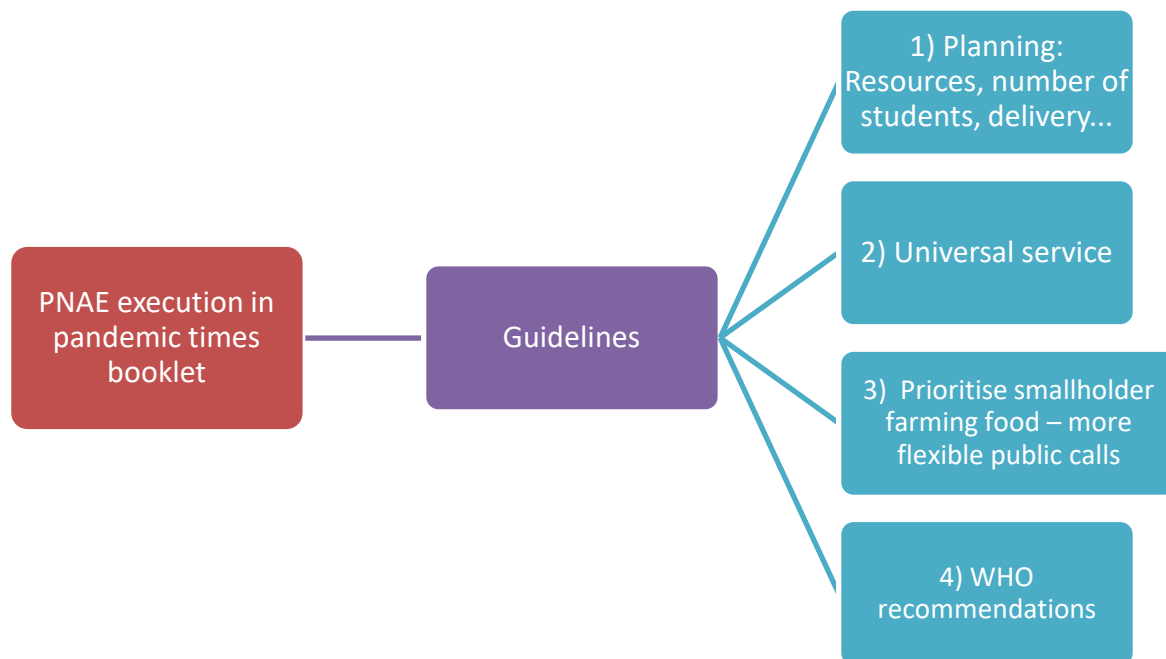 PNAE execution in
pandemic times
booklet
Guidelines
1) Planning:
Resources, number of
students, delivery...
2) Universal service
3) Prioritise smallholder
farming food – more
flexible public calls
4) WHO
recommendations